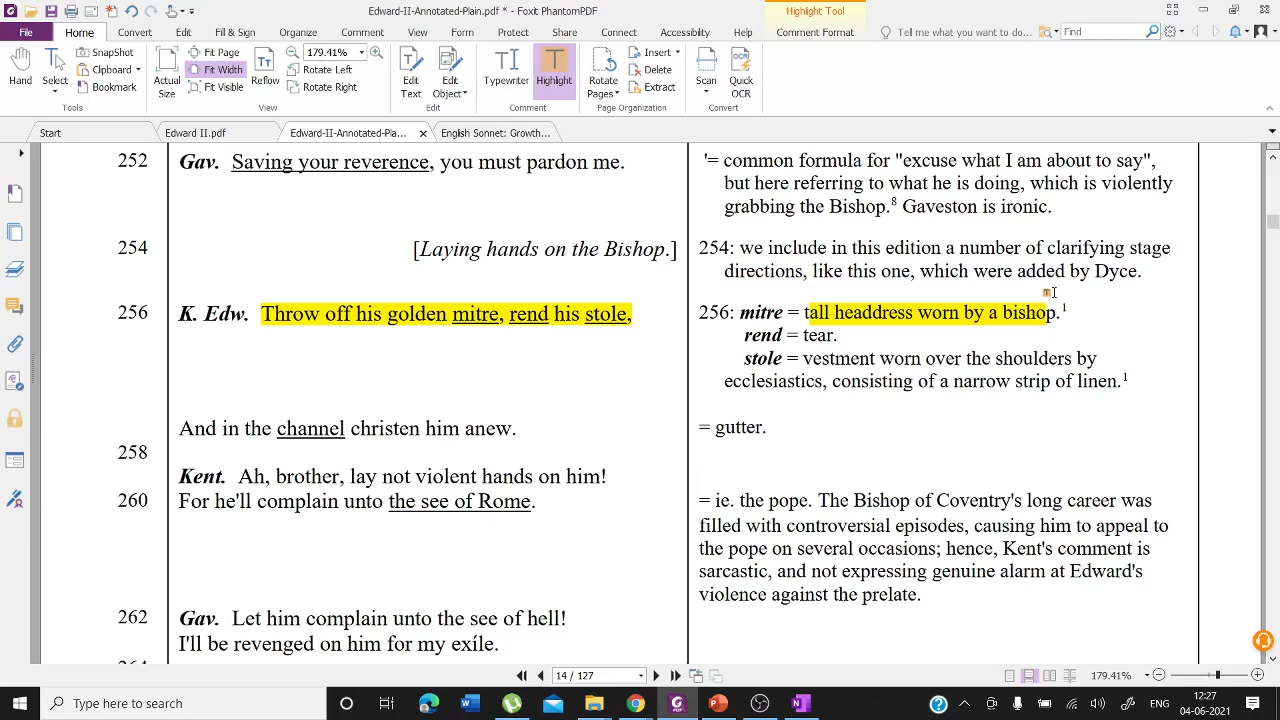 Edward-II-Annotated-Plain.pdf * - Foxit PhantomPDF
Highlight Tool
File Home Convert Edit Fill & Sign Organize Comment View Form Protect Share Connect Accessibility Help Comment Format Tell me what you want to do... Find
Hand
Select
SnapShot
Clipboard
Bookmark
Tools
Actual Size
Fit Page
Fit Width
Fit Visible
Reflow
179.41%
Rotate Left
Rotate Right
View
Edit Text
Edit Object
Edit
Typewriter
Highlight
Comment
Rotate Pages
Insert
Delete
Extract
Page Organization
Scan
Quick OCR
Convert
Start
Edward II.pdf
Edward-II-Annotated-Pla...
English Sonnet: Growth...
252 Gav. Saving your reverence, you must pardon me.
'= common formula for "excuse what I am about to say",
but here referring to what he is doing, which is violently
grabbing the Bishop.8 Gaveston is ironic.
254 [Laying hands on the Bishop.]
254: we include in this edition a number of clarifying stage
directions, like this one, which were added by Dyce.
256 K. Edw. Throw off his golden mitre, rend his stole,
256: mitre = tall headdress worn by a bishop.1
rend = tear.
stole = vestment worn over the shoulders by
ecclesiastics, consisting of a narrow strip of linen.1
And in the channel christen him anew.
= gutter.
258
Kent. Ah, brother, lay not violent hands on him!
260 For he'll complain unto the see of Rome.
= ie. the pope. The Bishop of Coventry's long career was
filled with controversial episodes, causing him to appeal to
the pope on several occasions; hence, Kent's comment is
sarcastic, and not expressing genuine alarm at Edward's
violence against the prelate.
262 Gav. Let him complain unto the see of hell!
I'll be revenged on him for my exíle.
264
14 / 127
179.41%
Type here to search
ENG
12:27
04-06-2021